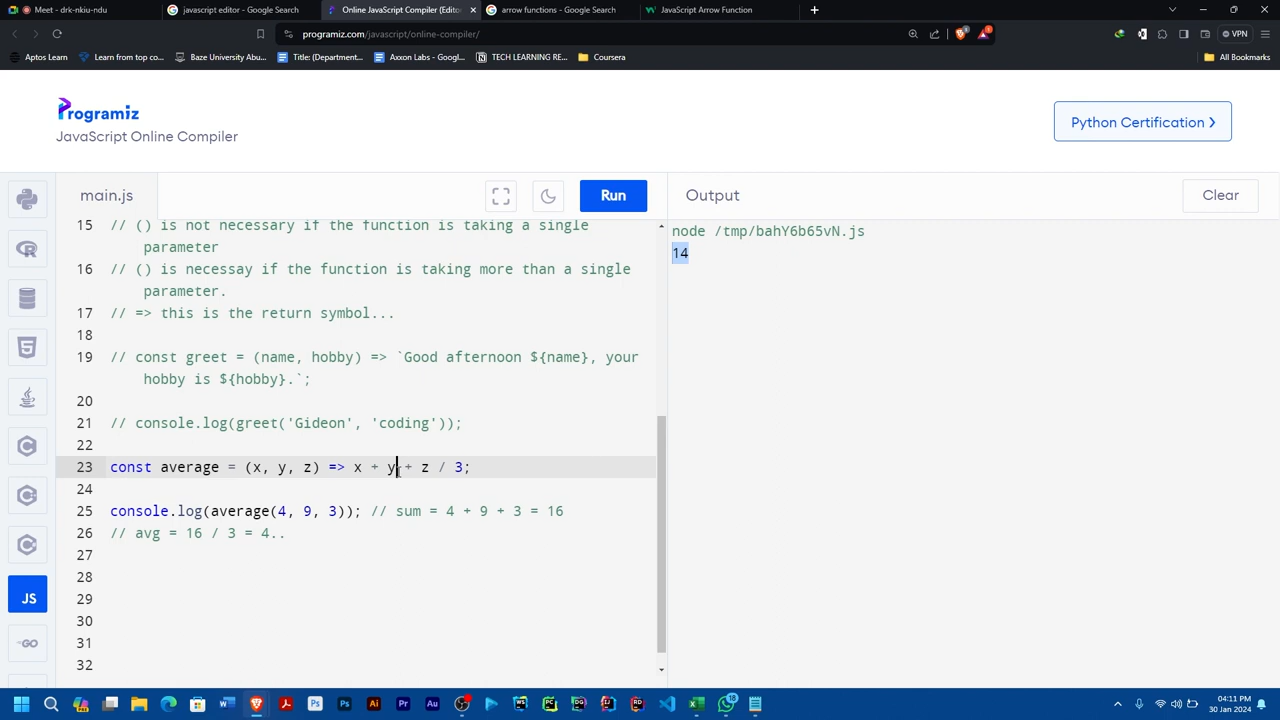 Meet - drk-nkiu-ndu
javascript editor - Google Search
Online JavaScript Compiler (Editor
arrow functions - Google Search
JavaScript Arrow Function
programiz.com/javascript/online-compiler/
VPN
Aptos Learn
Learn from top co...
Baze University Abu...
Title: (Department...
Axxon Labs - Googl...
TECH LEARNING RE...
Coursera
All Bookmarks
Programiz
JavaScript Online Compiler
Python Certification
main.js
Run
Output
Clear
15 // () is not necessary if the function is taking a single
parameter
16 // () is necessay if the function is taking more than a single
parameter.
17 // => this is the return symbol...
18
19 // const greet = (name, hobby) => `Good afternoon ${name}, your
hobby is ${hobby}.`;
20
21 // console.log(greet('Gideon', 'coding'));
22
23 const average = (x, y, z) => x + y + z / 3;
24
25 console.log(average(4, 9, 3)); // sum = 4 + 9 + 3 = 16
26 // avg = 16 / 3 = 4..
27
28
29
30
31
32
node /tmp/bahY6b65vN.js
14
JS
GO
04:11 PM
30 Jan 2024